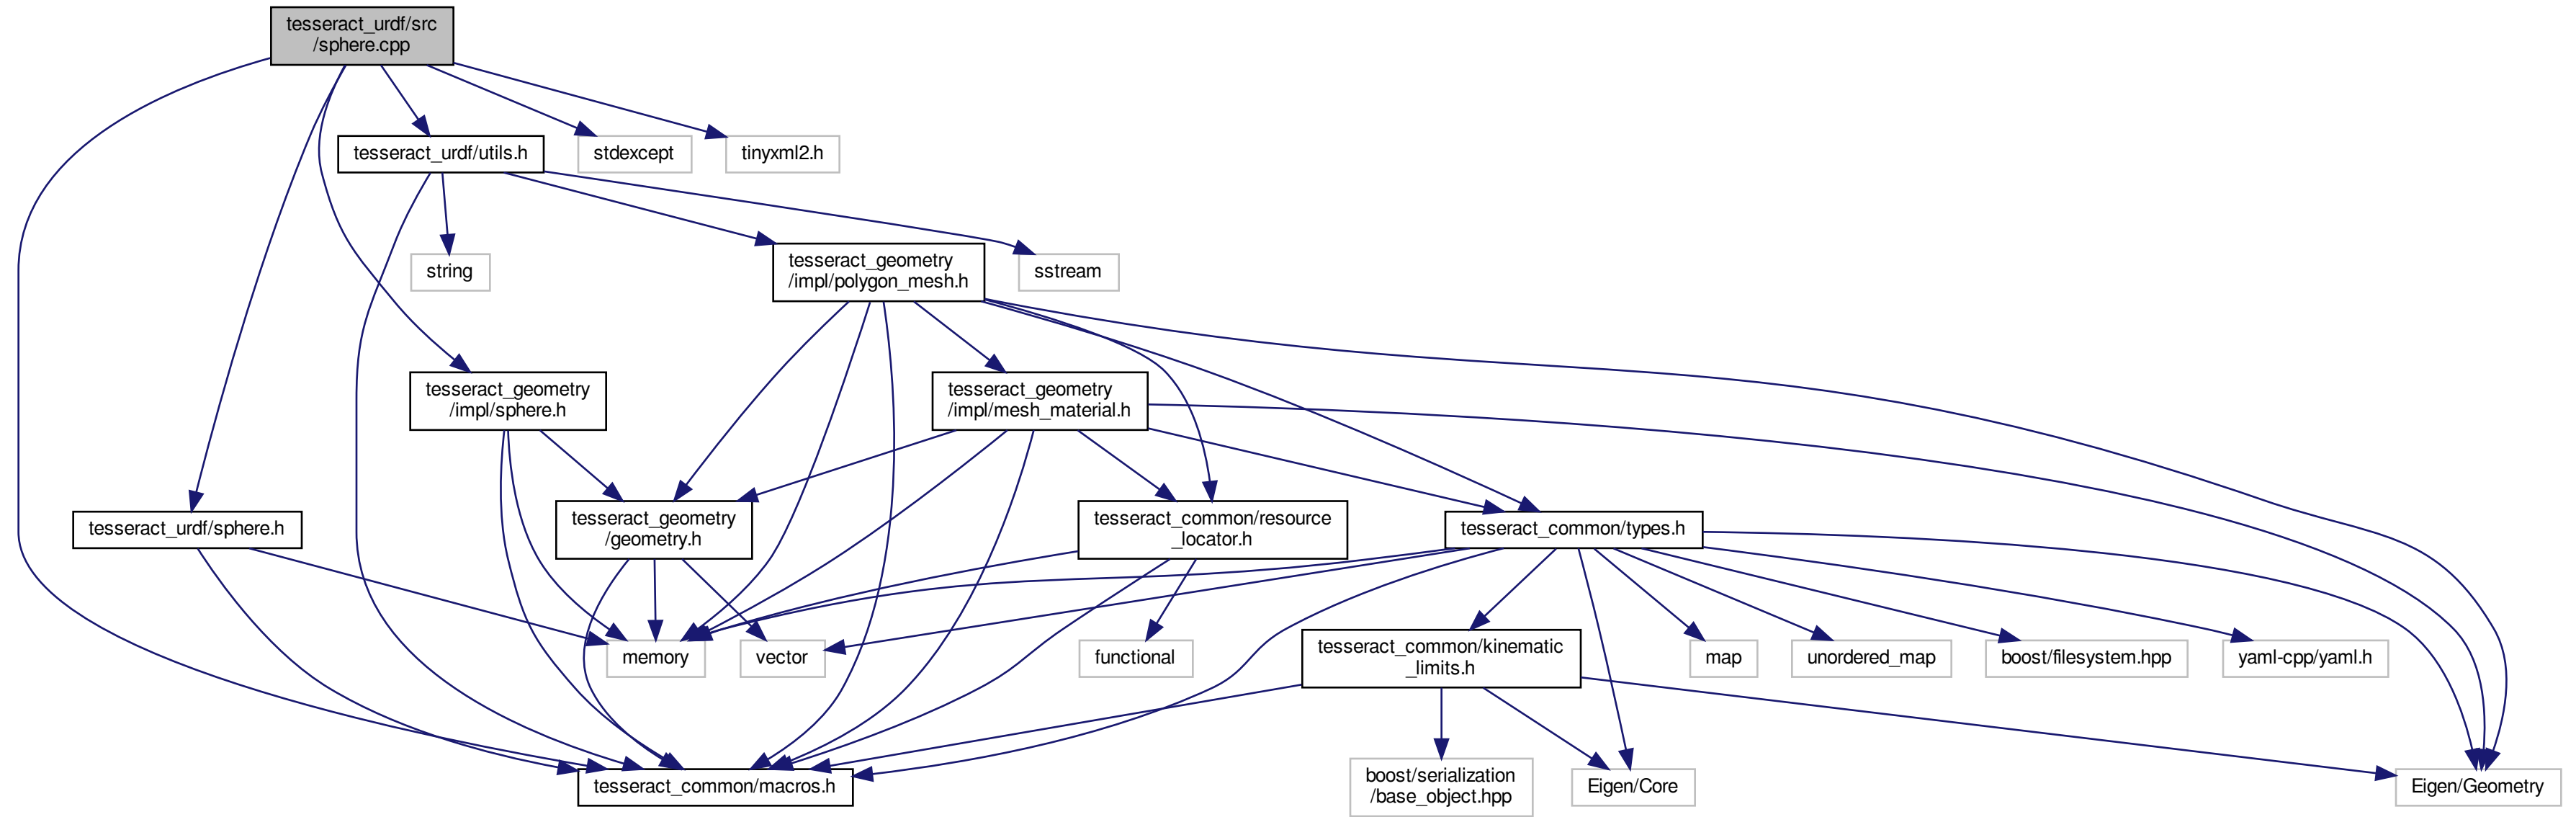 tesseract_urdf/src
/sphere.cpp
tesseract_urdf/utils.h
stdexcept
tinyxml2.h
string
tesseract_geometry
/impl/polygon_mesh.h
sstream
tesseract_geometry
/impl/sphere.h
tesseract_geometry
/impl/mesh_material.h
tesseract_urdf/sphere.h
tesseract_geometry
/geometry.h
tesseract_common/resource
_locator.h
tesseract_common/types.h
memory
vector
functional
tesseract_common/kinematic
_limits.h
map
unordered_map
boost/filesystem.hpp
yaml-cpp/yaml.h
tesseract_common/macros.h
boost/serialization
/base_object.hpp
Eigen/Core
Eigen/Geometry